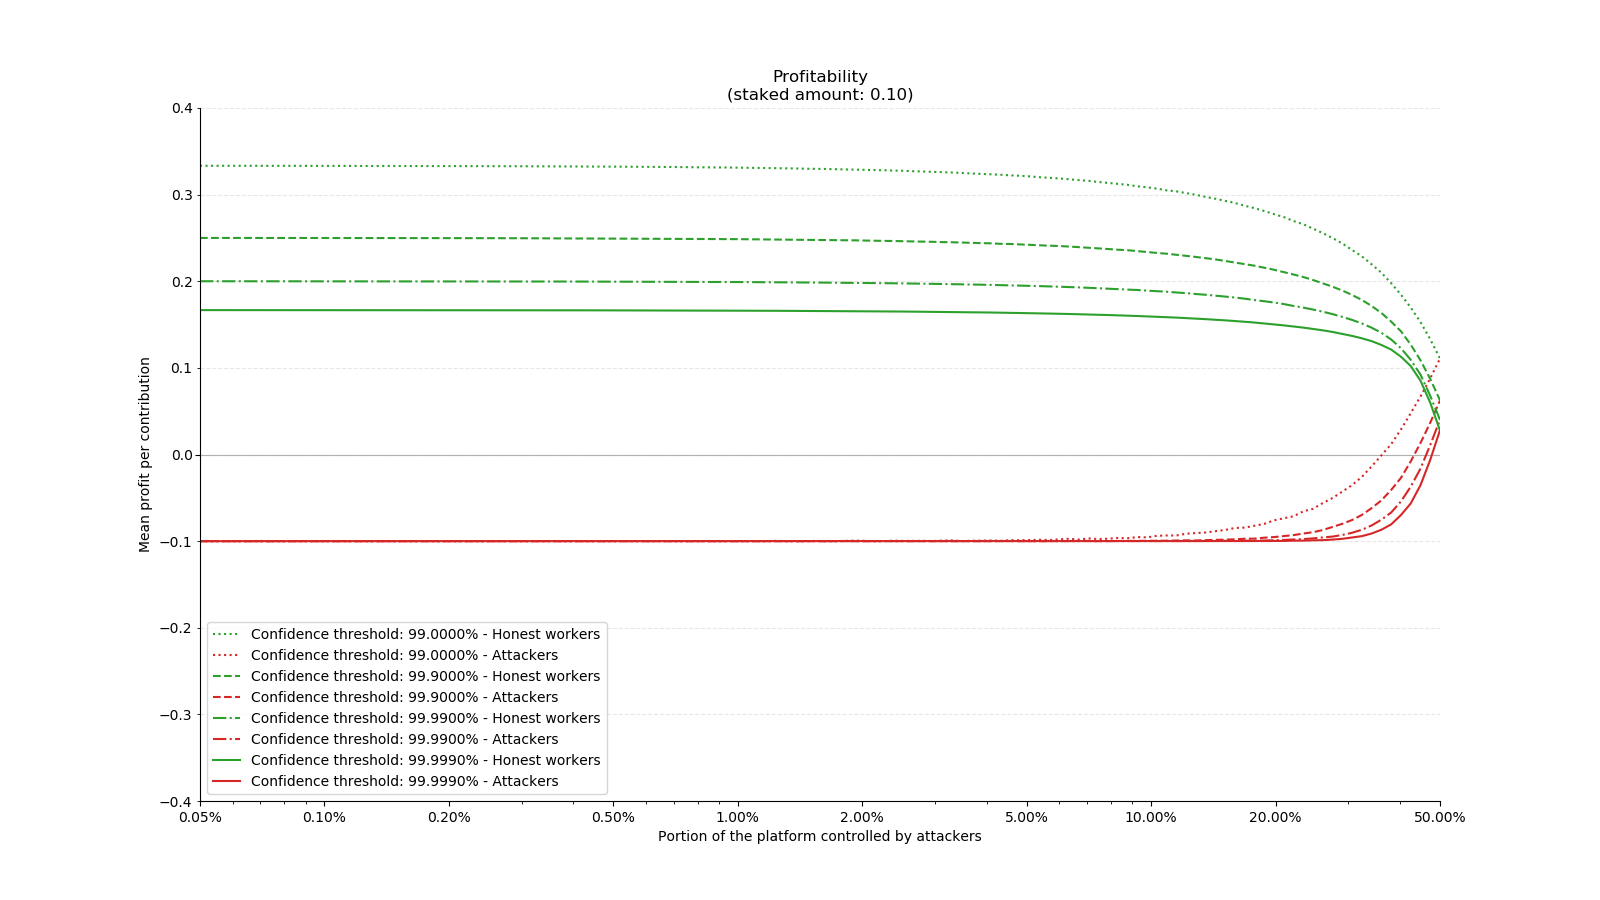 Profitability
(staked amount: 0.10)
Mean profit per contribution
0.4
0.3
0.2
0.1
0.0
−0.1
−0.2
−0.3
−0.4
Confidence threshold: 99.0000% - Honest workers
Confidence threshold: 99.0000% - Attackers
Confidence threshold: 99.9000% - Honest workers
Confidence threshold: 99.9000% - Attackers
Confidence threshold: 99.9900% - Honest workers
Confidence threshold: 99.9900% - Attackers
Confidence threshold: 99.9990% - Honest workers
Confidence threshold: 99.9990% - Attackers
0.05% 0.10% 0.20% 0.50% 1.00% 2.00% 5.00% 10.00% 20.00% 50.00%
Portion of the platform controlled by attackers